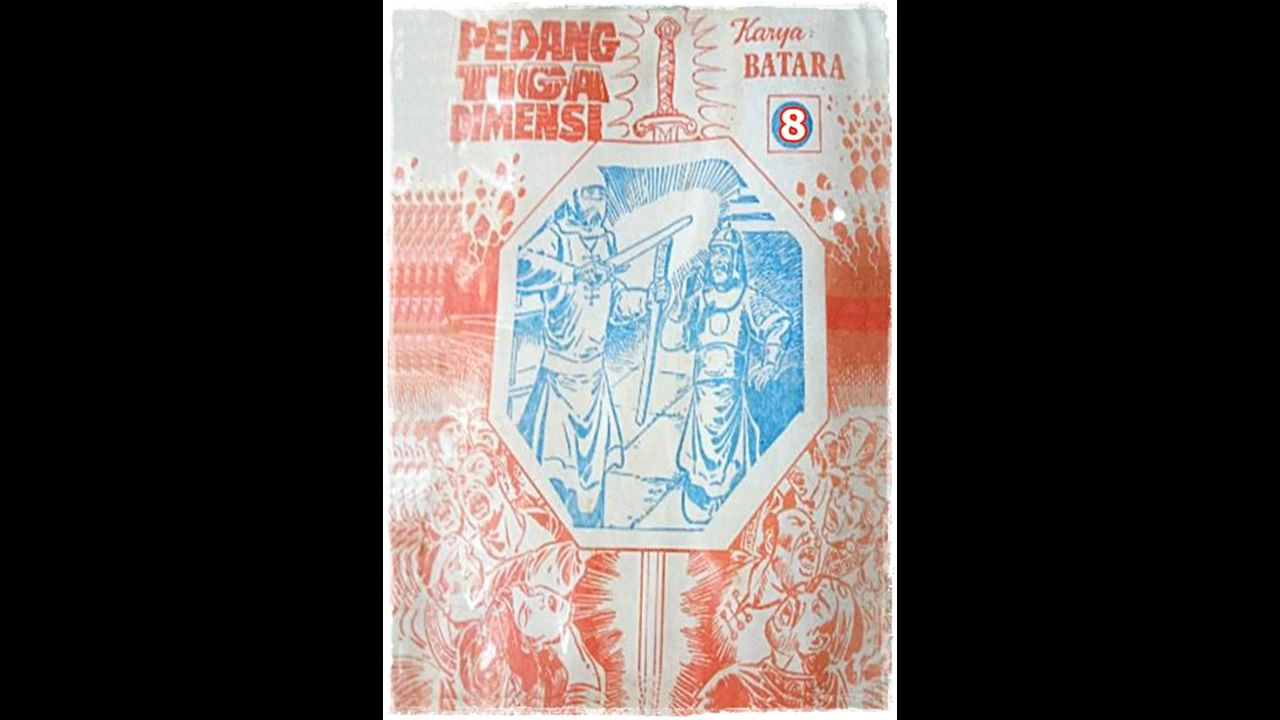 PEDANG
TIGA
DIMENSI
Karya:
BATARA
8